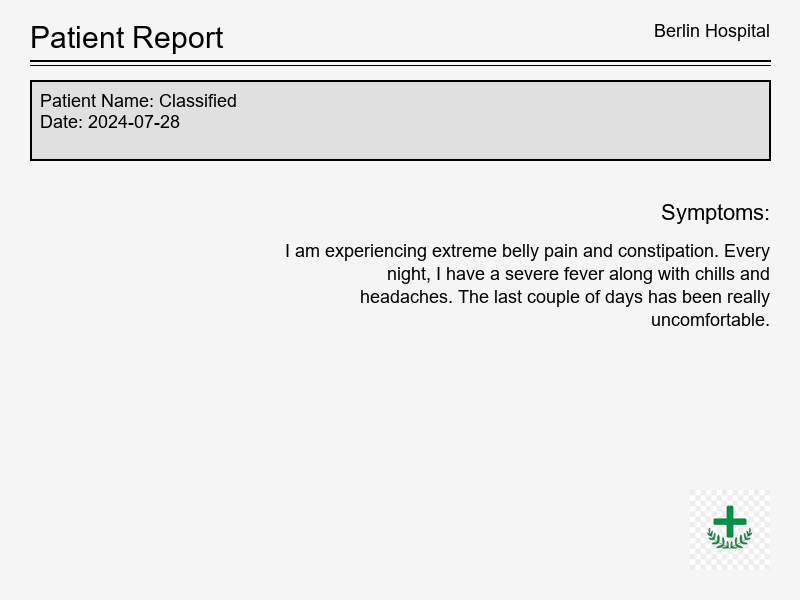 Patient Report
Berlin Hospital
Patient Name: Classified
Date: 2024-07-28
Symptoms:
I am experiencing extreme belly pain and constipation. Every
night, I have a severe fever along with chills and
headaches. The last couple of days has been really
uncomfortable.